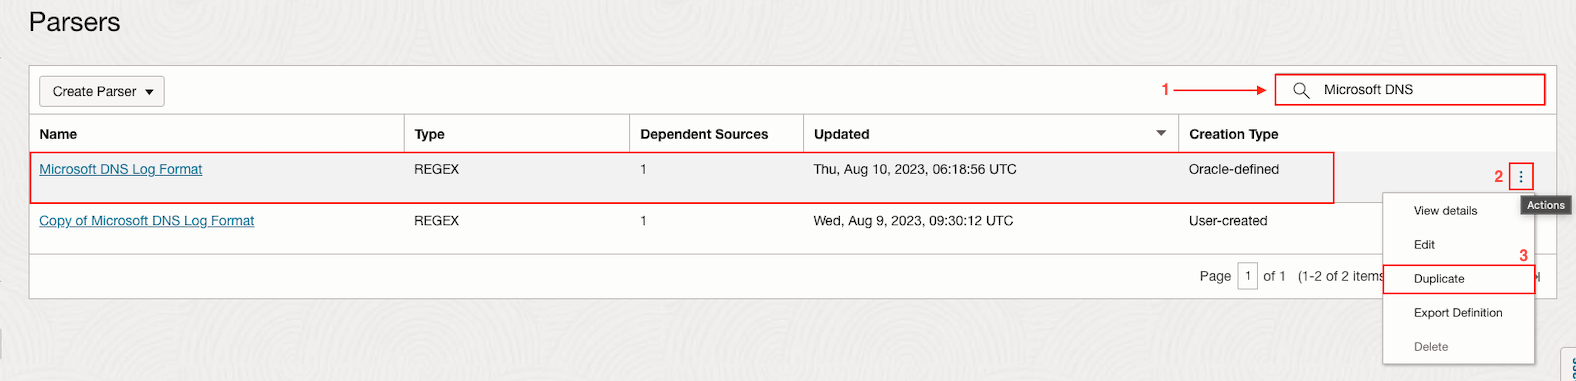 Parsers
Create Parser
1
Microsoft DNS
Name Type Dependent Sources Updated Creation Type
Microsoft DNS Log Format REGEX 1 Thu, Aug 10, 2023, 06:18:56 UTC Oracle-defined
2
Actions
Copy of Microsoft DNS Log Format REGEX 1 Wed, Aug 9, 2023, 09:30:12 UTC User-created
Page 1 of 1 (1-2 of 2 items
View details
Edit
3
Duplicate
Export Definition
Delete